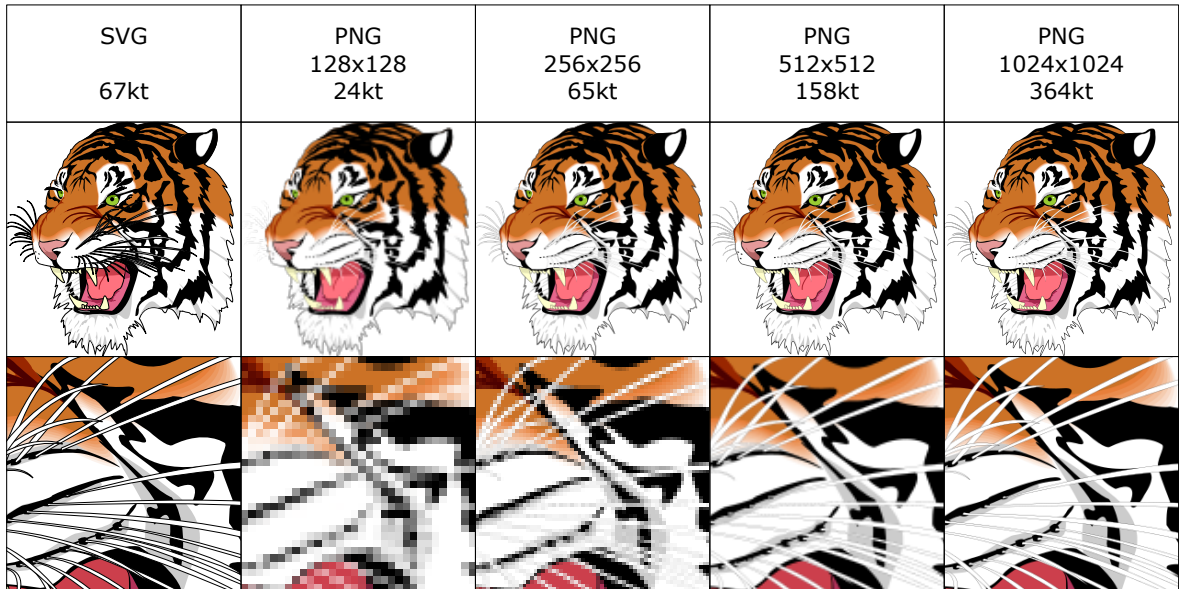 SVG
67kt
PNG
128x128
24kt
PNG
256x256
65kt
PNG
512x512
158kt
PNG
1024x1024
364kt